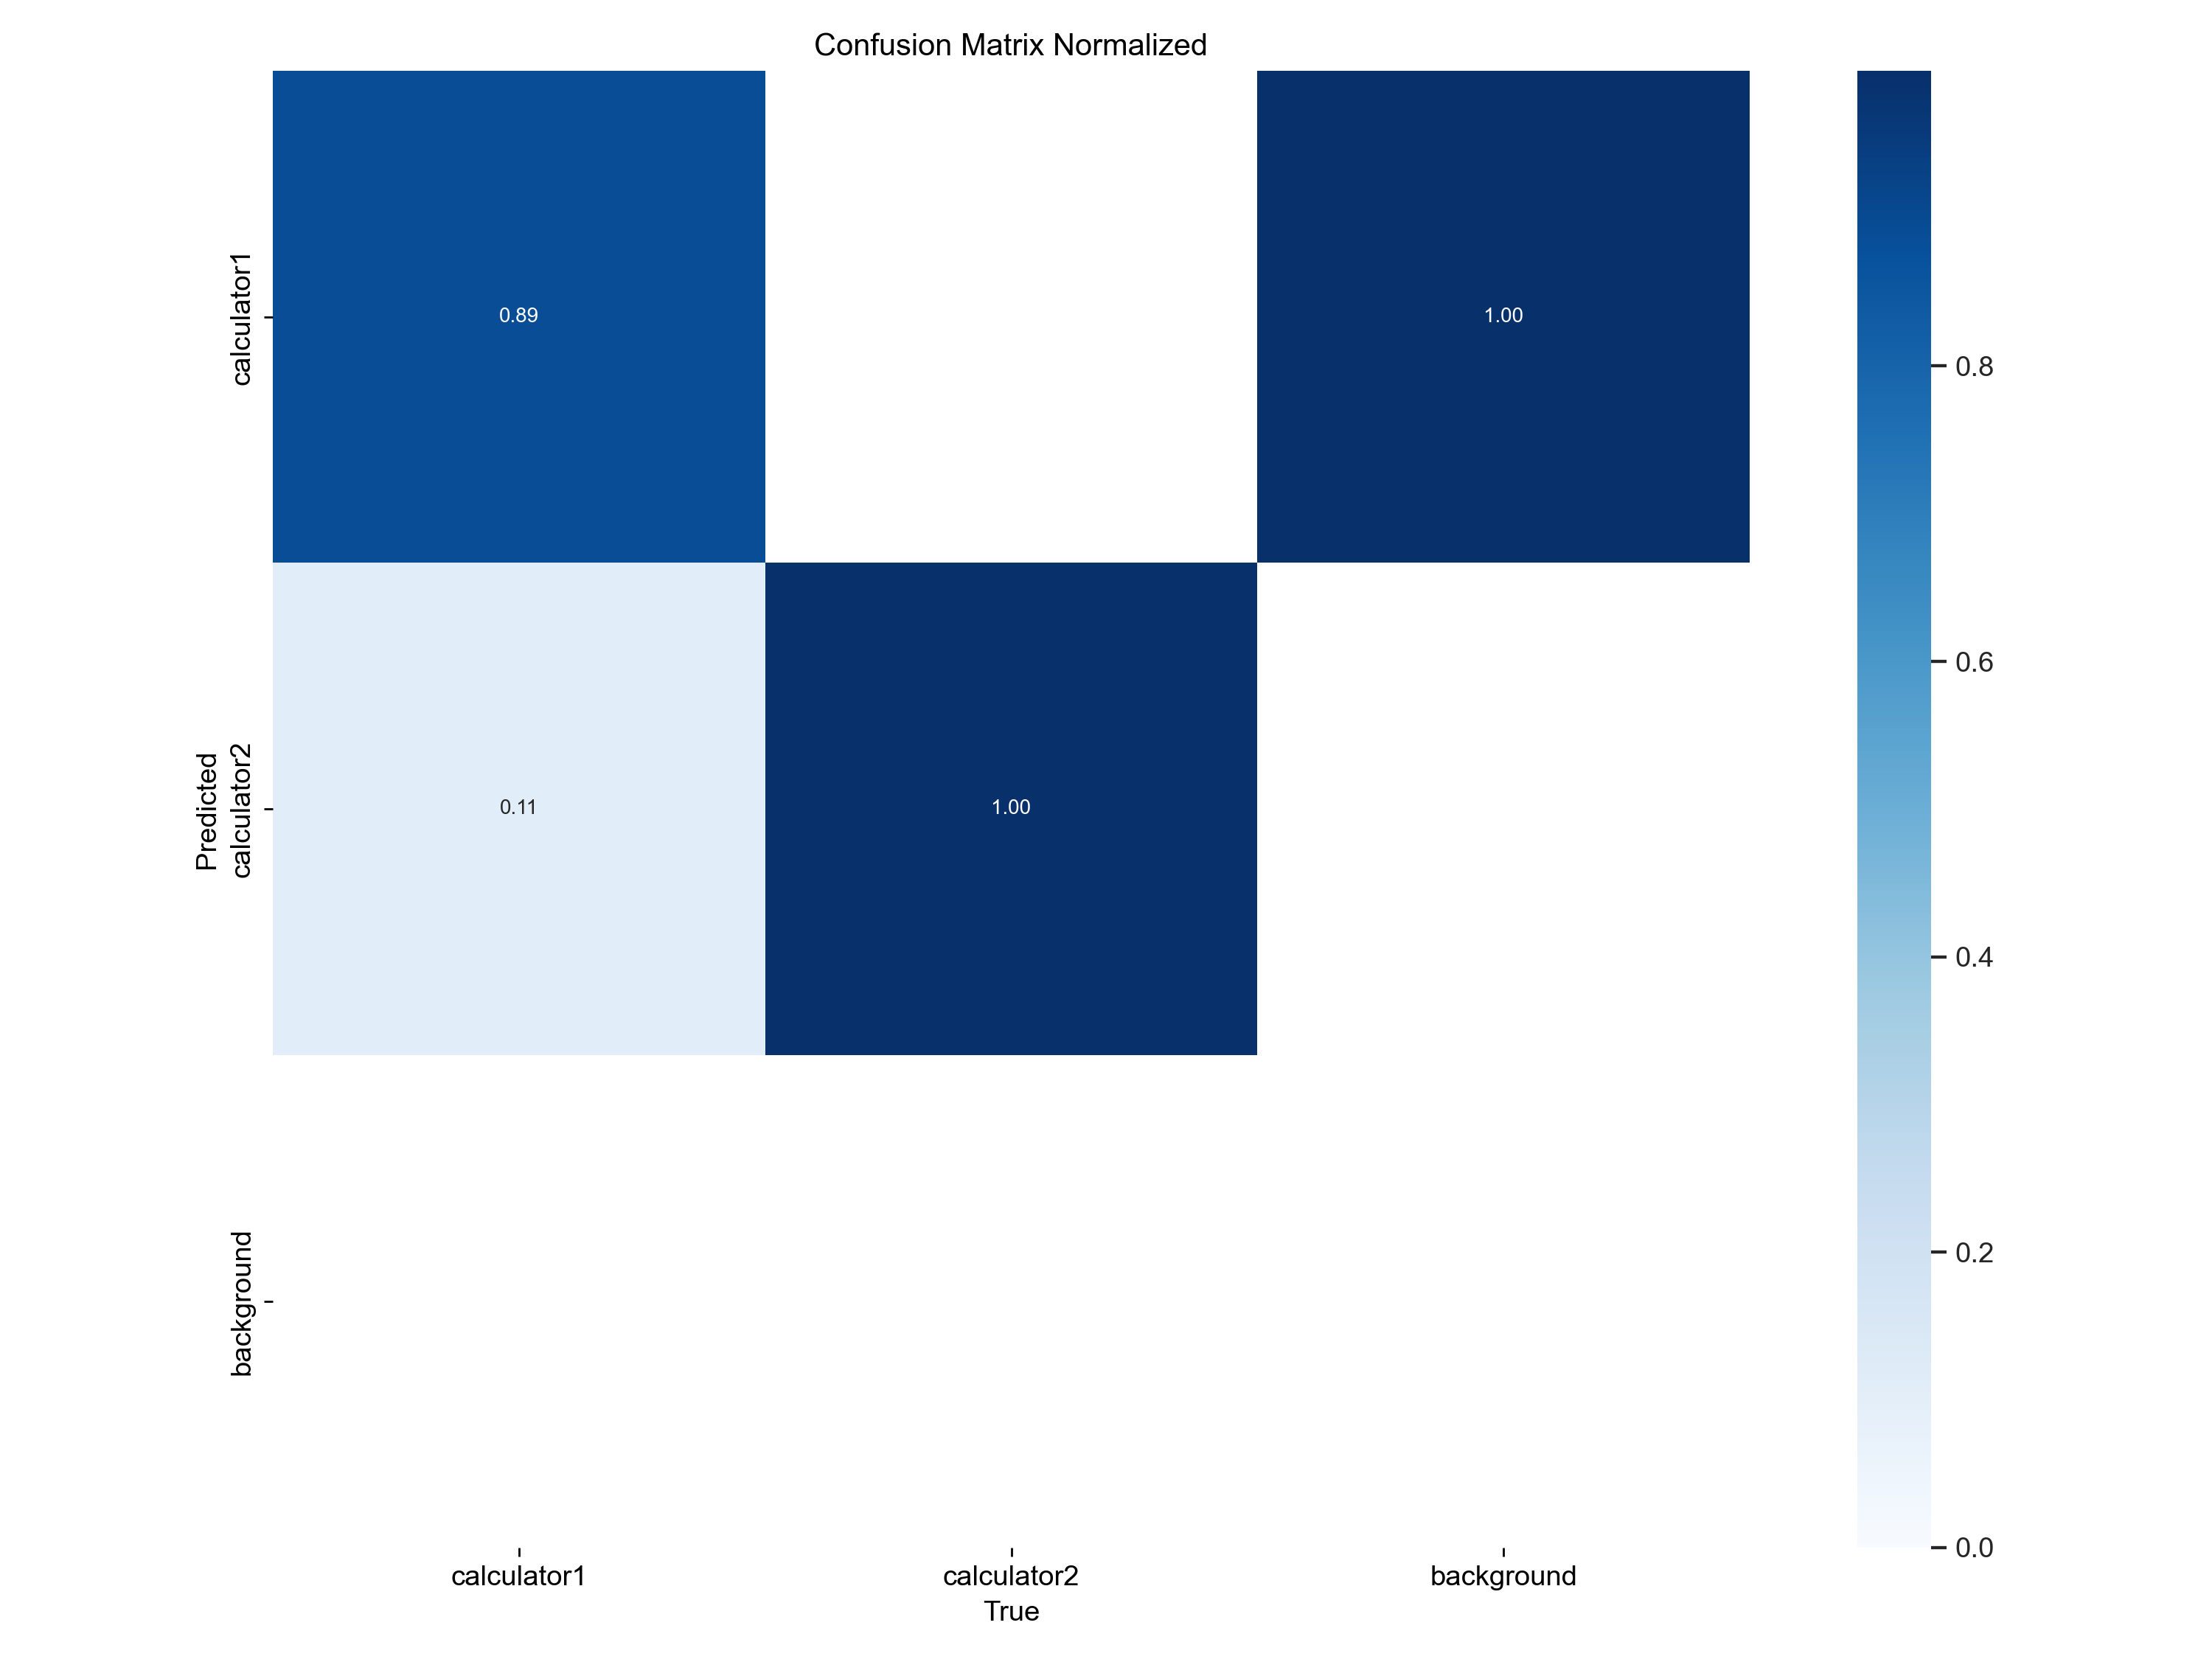 Confusion Matrix Normalized
calculator1
0.89
1.00
0.8
0.6
Predicted
calculator2
0.11
1.00
0.4
0.2
background
0.0
calculator1
calculator2
background
True